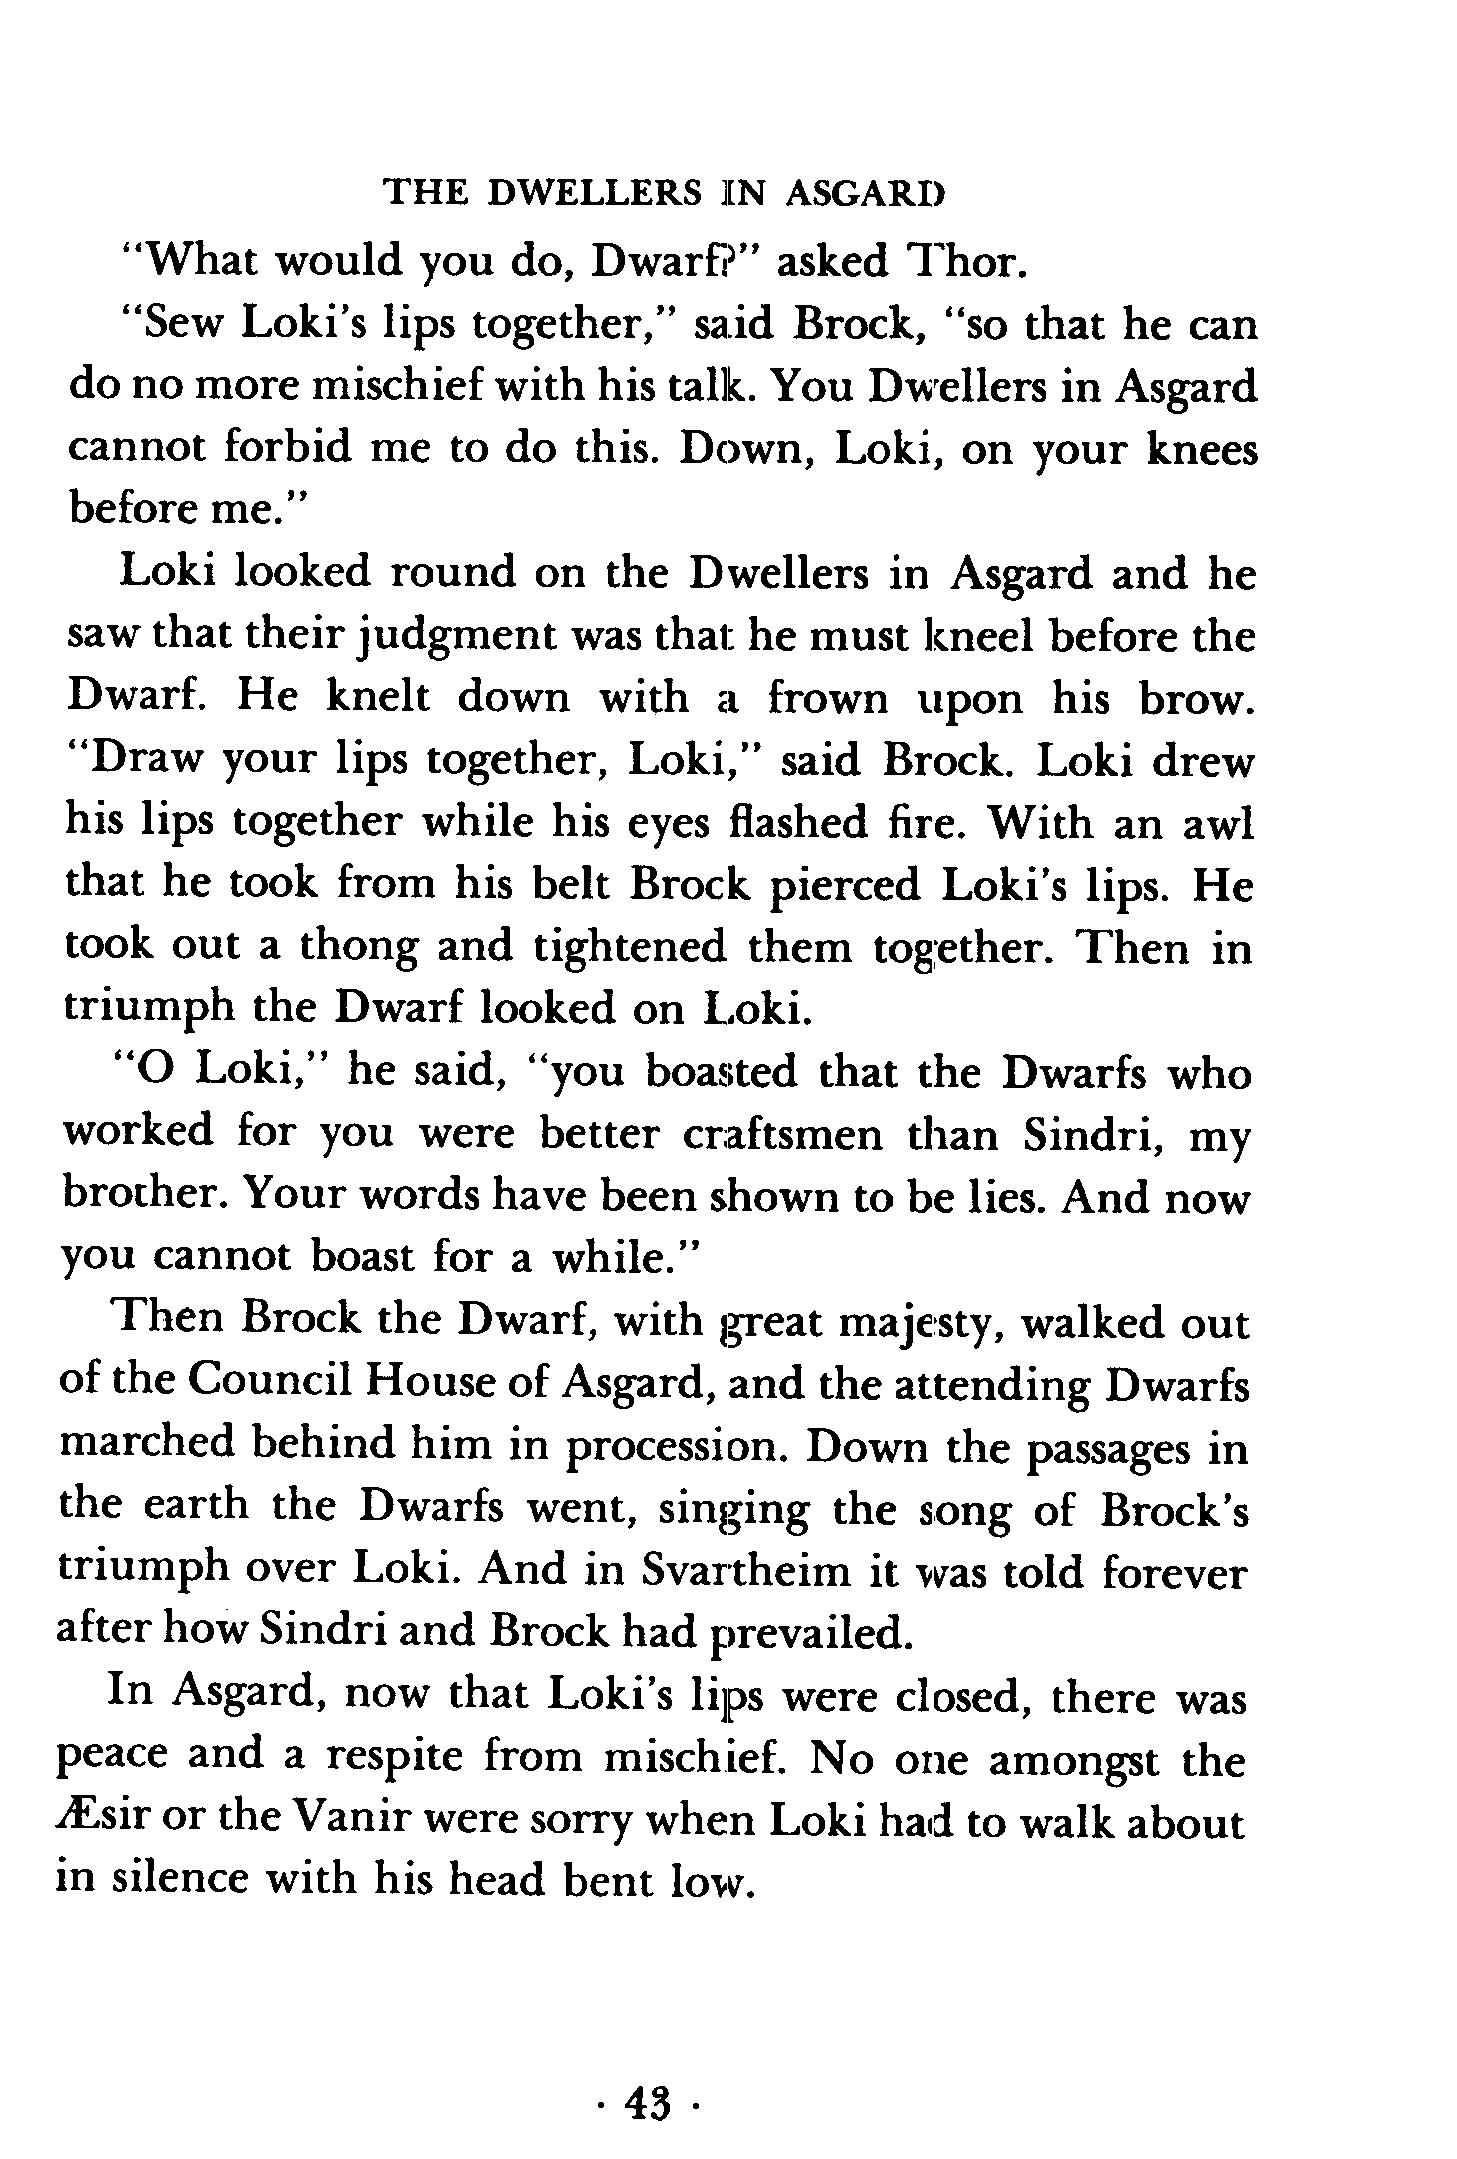 THE DWELLERS IN ASGARD
“What would you do, Dwarf?” asked Thor.
“Sew Loki’s lips together,” said Brock, “so that he can
do no more mischief with his talk. You Dwellers in Asgard
cannot forbid me to do this. Down, Loki, on your knees
before me.”
Loki looked round on the Dwellers in Asgard and he
saw that their judgment was that he must kneel before the
Dwarf. He knelt down with a frown upon his brow.
“Draw your lips together, Loki,” said Brock. Loki drew
his lips together while his eyes flashed fire. With an awl
that he took from his belt Brock pierced Loki’s lips. He
took out a thong and tightened them together. Then in
triumph the Dwarf looked on Loki.
“O Loki,” he said, “you boasted that the Dwarfs who
worked for you were better craftsmen than Sindri, my
brother. Your words have been shown to be lies. And now
you cannot boast for a while.”
Then Brock the Dwarf, with great majesty, walked out
of the Council House of Asgard, and the attending Dwarfs
marched behind him in procession. Down the passages in
the earth the Dwarfs went, singing the song of Brock’s
triumph over Loki. And in Svartheim it was told forever
after how Sindri and Brock had prevailed.
In Asgard, now that Loki’s lips were closed, there was
peace and a respite from mischief. No one amongst the
Æsir or the Vanir were sorry when Loki had to walk about
in silence with his head bent low.
· 43 ·